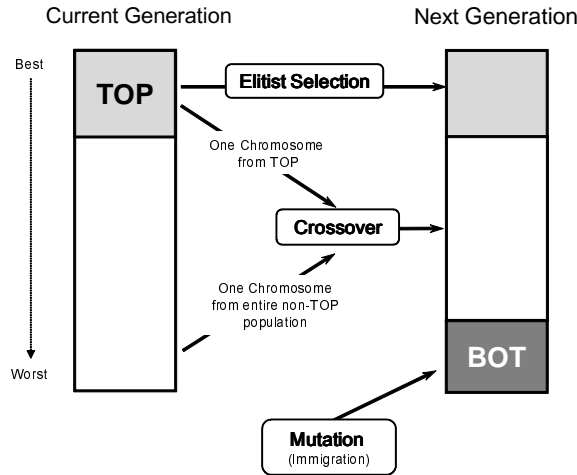 Current Generation
Next Generation
Best
TOP
Elitist Selection
One Chromosome
from TOP
Crossover
One Chromosome
from entire non-TOP
population
Worst
BOT
Mutation
(Immigration)